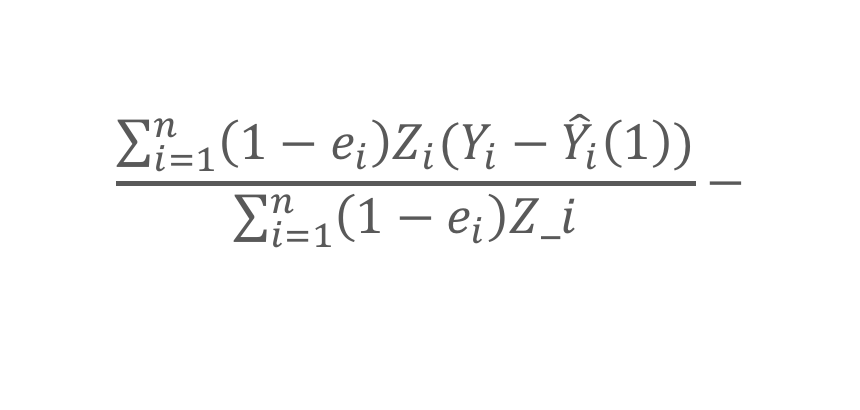 ∑ⁿᵢ₌₁(1 − eᵢ)Zᵢ(Yᵢ − Ŷᵢ(1)) −
∑ⁿᵢ₌₁(1 − eᵢ)Z_i